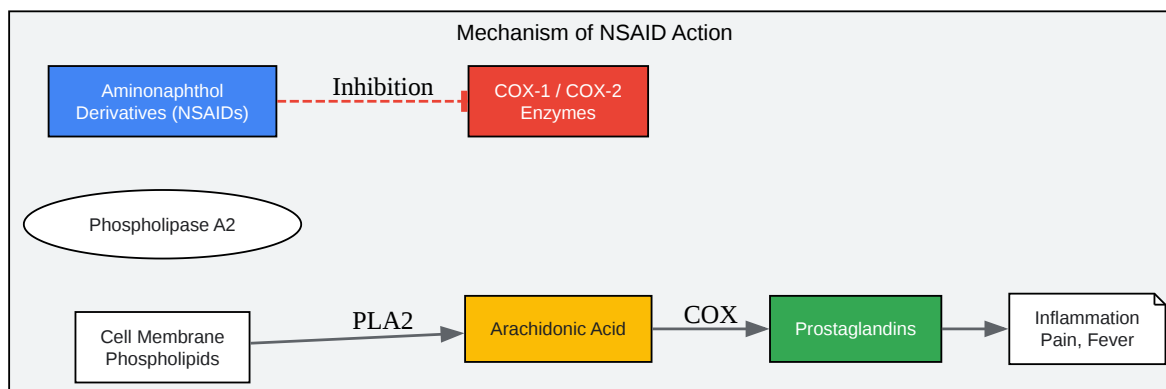 Mechanism of NSAID Action
Aminonaphthol
Derivatives (NSAIDs)
Inhibition
COX-1 / COX-2
Enzymes
Phospholipase A2
Cell Membrane
Phospholipids
PLA2
Arachidonic Acid
COX
Prostaglandins
Inflammation
Pain, Fever